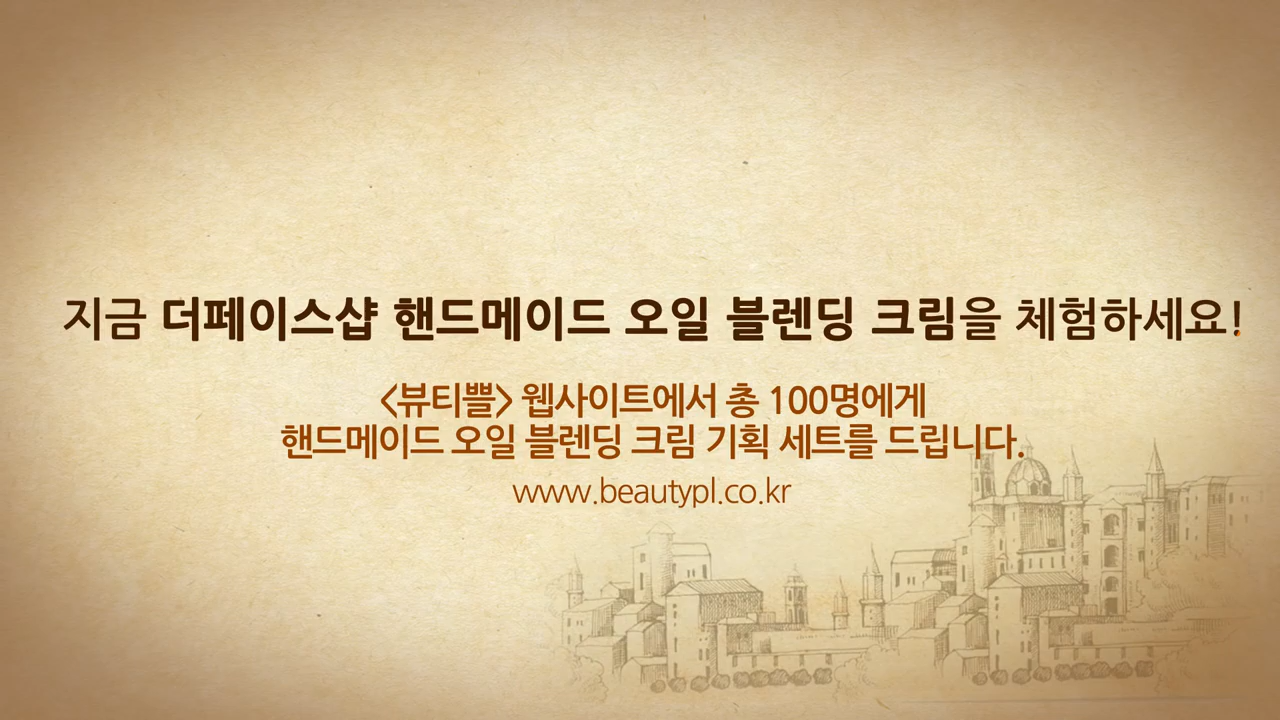 지금 더페이스샵 핸드메이드 오일 블렌딩 크림을 체험하세요!
<뷰티쁠> 웹사이트에서 총 100명에게
핸드메이드 오일 블렌딩 크림 기획 세트를 드립니다.
www.beautypl.co.kr